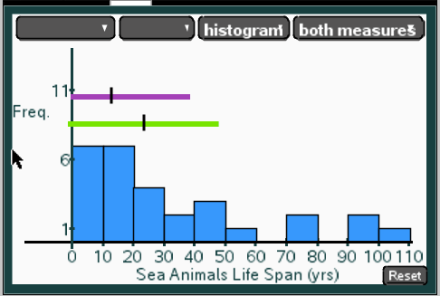 histogram both measures
11
Freq.
6
1
0 10 20 30 40 50 60 70 80 90 100 110
Sea Animals Life Span (yrs)
Reset